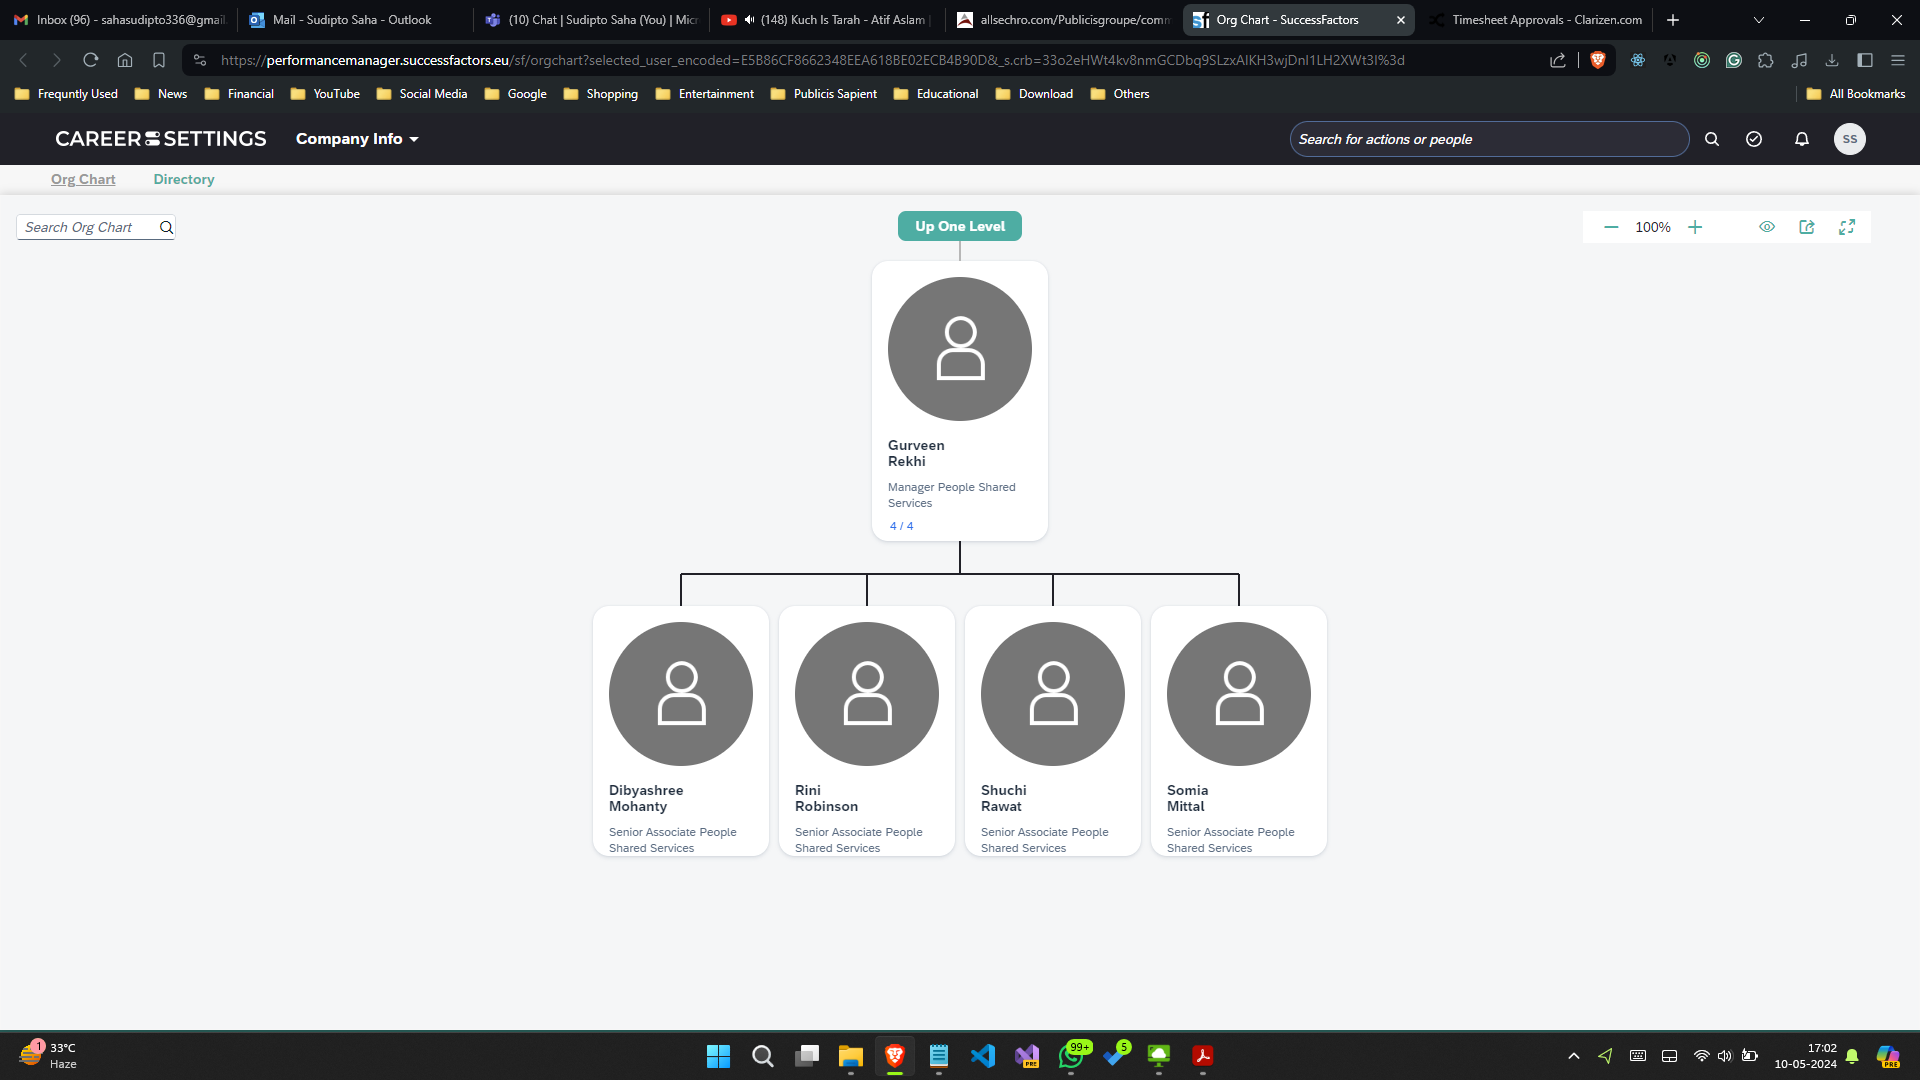 Inbox (96) - sahasudipto336@gmail
Mail - Sudipto Saha - Outlook
(10) Chat | Sudipto Saha (You) | Micr
(148) Kuch Is Tarah - Atif Aslam |
allsechro.com/Publicisgroupe/comm
Org Chart - SuccessFactors
Timesheet Approvals - Clarizen.com
https://performancemanager.successfactors.eu/sf/orgchart?selected_user_encoded=E5B86CF8662348EEA618BE02ECB4B90D&_s.crb=33o2eHWt4kv8nmGCDbq9SLzxAlKH3wjDnI1LH2XWt3I%3d
Frequntly Used
News
Financial
YouTube
Social Media
Google
Shopping
Entertainment
Publicis Sapient
Educational
Download
Others
All Bookmarks
CAREER SETTINGS
Company Info
Search for actions or people
SS
Org Chart
Directory
Search Org Chart
Up One Level
100%
Gurveen
Rekhi
Manager People Shared
Services
4 / 4
Dibyashree
Mohanty
Senior Associate People
Shared Services
Rini
Robinson
Senior Associate People
Shared Services
Shuchi
Rawat
Senior Associate People
Shared Services
Somia
Mittal
Senior Associate People
Shared Services
1
33°C
Haze
PRE
99+
5
17:02
10-05-2024
PRE